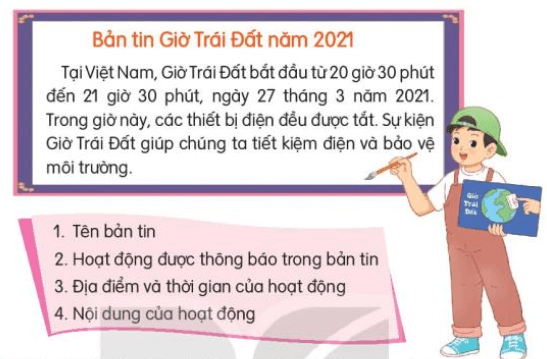 Bản tin Giờ Trái Đất năm 2021
Tại Việt Nam, Giờ Trái Đất bắt đầu từ 20 giờ 30 phút
đến 21 giờ 30 phút, ngày 27 tháng 3 năm 2021.
Trong giờ này, các thiết bị điện đều được tắt. Sự kiện
Giờ Trái Đất giúp chúng ta tiết kiệm điện và bảo vệ
môi trường.
Giờ
Trái
Đất
1. Tên bản tin
2. Hoạt động được thông báo trong bản tin
3. Địa điểm và thời gian của hoạt động
4. Nội dung của hoạt động